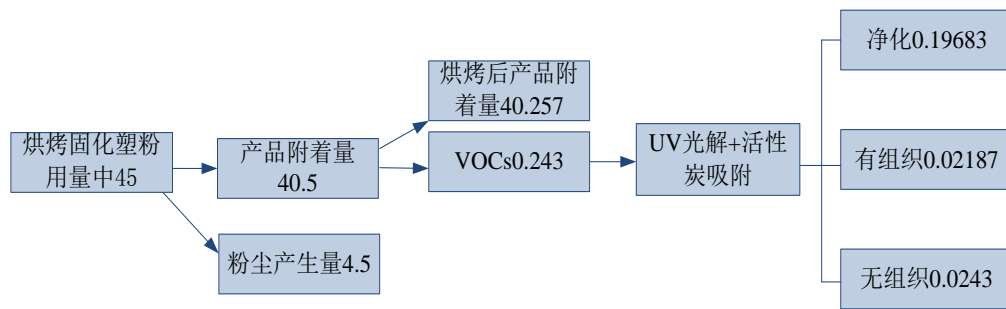 烘烤固化塑粉
用量中45
产品附着量
40.5
粉尘产生量4.5
烘烤后产品附
着量40.257
VOCs0.243
UV光解+活性
炭吸附
净化0.19683
有组织0.02187
无组织0.0243